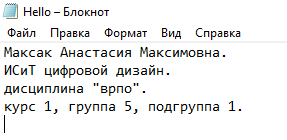 Hello – Блокнот
Файл Правка Формат Вид Справка
Максак Анастасия Максимовна.
ИСиТ цифровой дизайн.
дисциплина "врпо".
курс 1, группа 5, подгруппа 1.